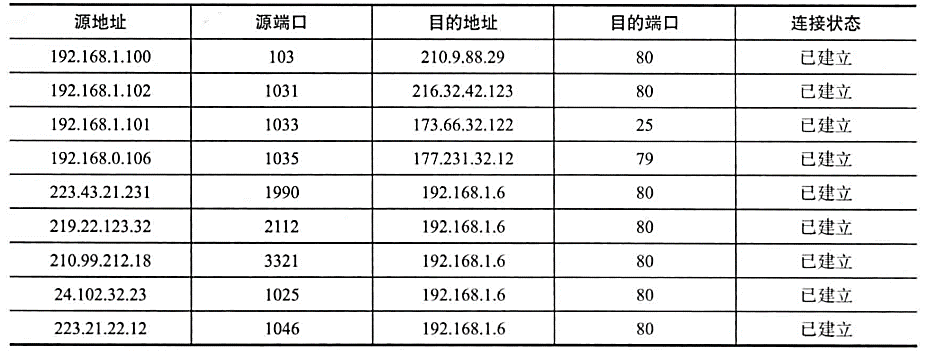 源地址 源端口 目的地址 目的端口 连接状态
192.168.1.100 103 210.9.88.29 80 已建立
192.168.1.102 1031 216.32.42.123 80 已建立
192.168.1.101 1033 173.66.32.122 25 已建立
192.168.0.106 1035 177.231.32.12 79 已建立
223.43.21.231 1990 192.168.1.6 80 已建立
219.22.123.32 2112 192.168.1.6 80 已建立
210.99.212.18 3321 192.168.1.6 80 已建立
24.102.32.23 1025 192.168.1.6 80 已建立
223.21.22.12 1046 192.168.1.6 80 已建立